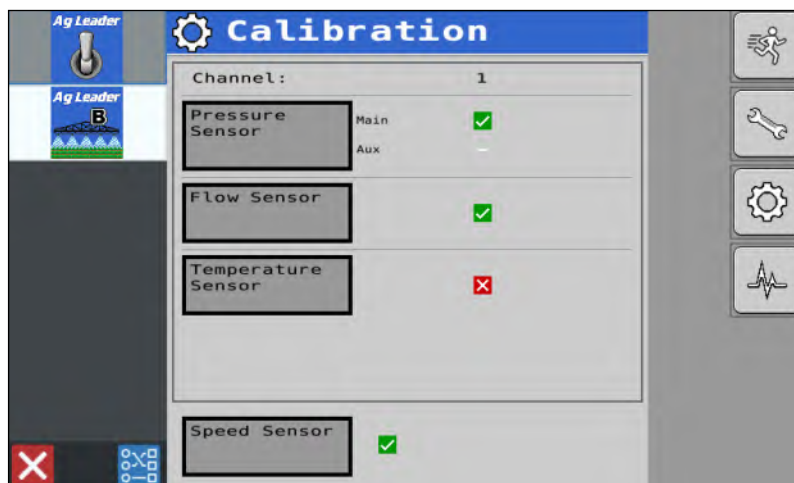 Ag Leader
Calibration
Channel: 1
Ag Leader
B
Pressure
Sensor
Main
Aux
Flow Sensor
Temperature
Sensor
Speed Sensor